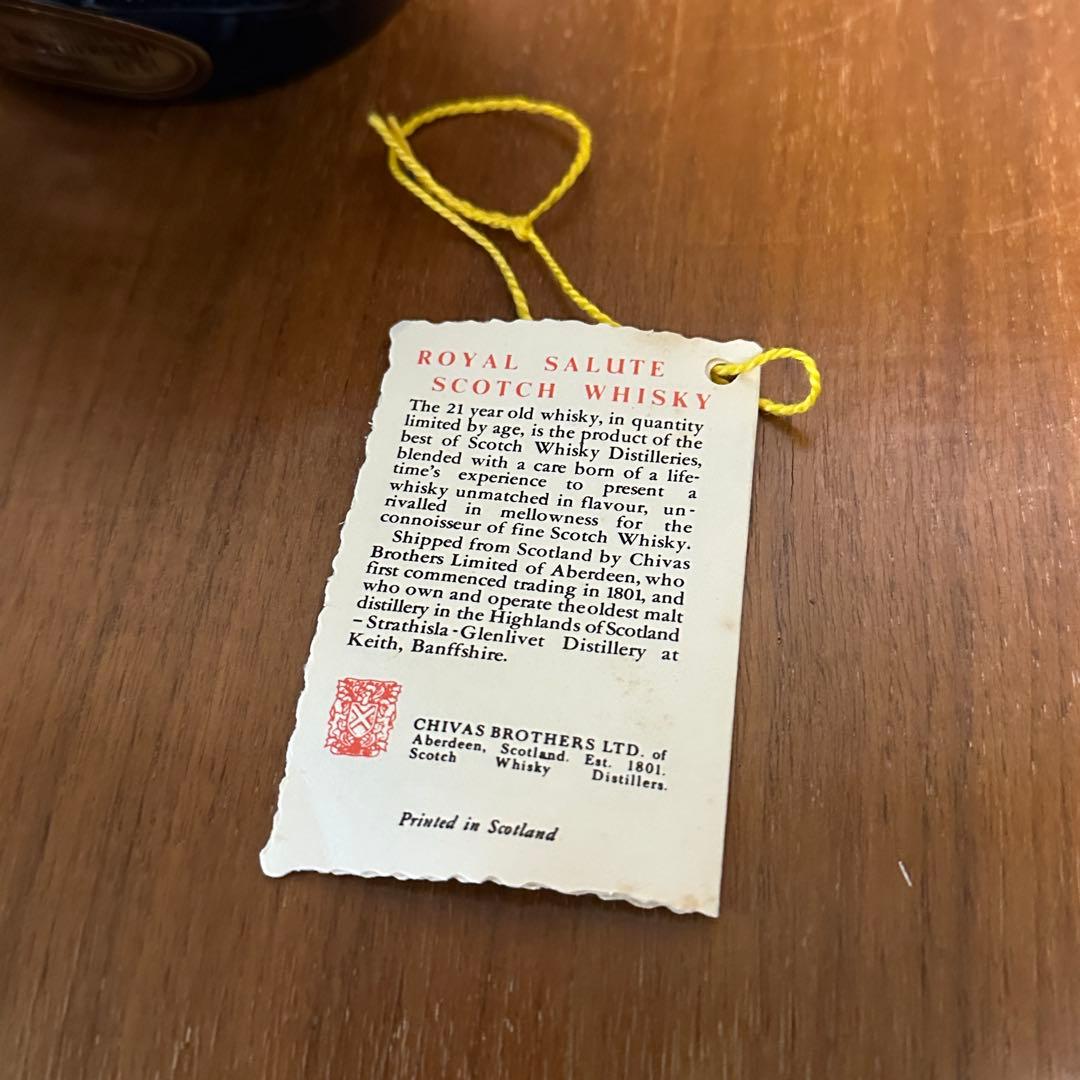 ROYAL SALUTE
SCOTCH WHISKY
The 21 year old whisky, in quantity
limited by age, is the product of the
best of Scotch Whisky Distilleries,
blended with a care born of a life-
time's experience to present a
whisky unmatched in flavour, un-
rivalled in mellowness for the
connoisseur of fine Scotch Whisky.
Shipped from Scotland by Chivas
Brothers Limited of Aberdeen, who
first commenced trading in 1801, and
who own and operate the oldest malt
distillery in the Highlands of Scotland
– Strathisla-Glenlivet Distillery at
Keith, Banffshire.
CHIVAS BROTHERS LTD. of
Aberdeen, Scotland. Est. 1801.
Scotch Whisky Distillers.
Printed in Scotland